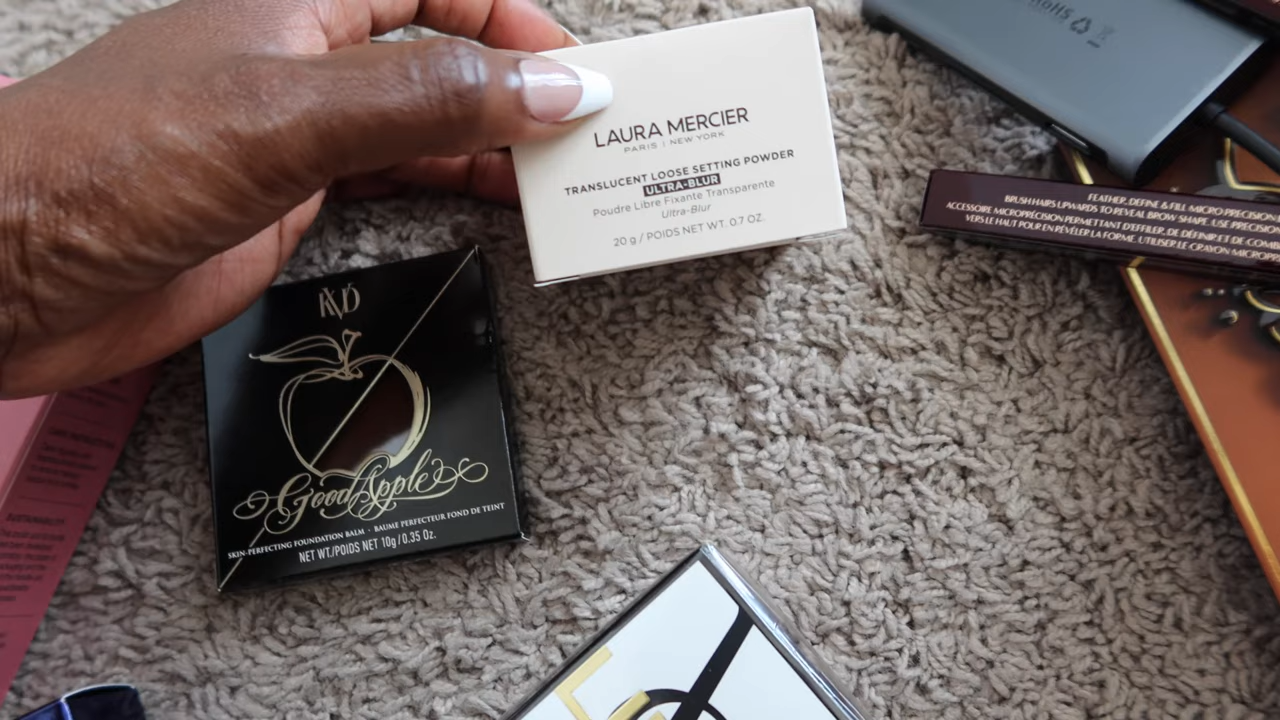 LAURA MERCIER
PARIS | NEW YORK
TRANSLUCENT LOOSE SETTING POWDER
ULTRA-BLUR
Poudre Libre Fixante Transparente
Ultra-Blur
20 g / POIDS NET WT. 0.7 OZ.
KVD
Good Apple
SKIN-PERFECTING FOUNDATION BALM • BAUME PERFECTEUR FOND DE TEINT
NET WT./POIDS NET 10g / 0.35 Oz.
RoHS
FEATHER, DEFINE & FILL MICRO PRECISION
BRUSH HAIRS UPWARDS TO REVEAL BROW SHAPE. USE PRECISION
ACCESSOIRE MICROPRÉCISION PERMETTANT D'EFFILER, DE DÉFINIR ET DE
VERS LE HAUT POUR EN RÉVÉLER LA FORME. UTILISER LE CRAYON
SUSTAINABILITY